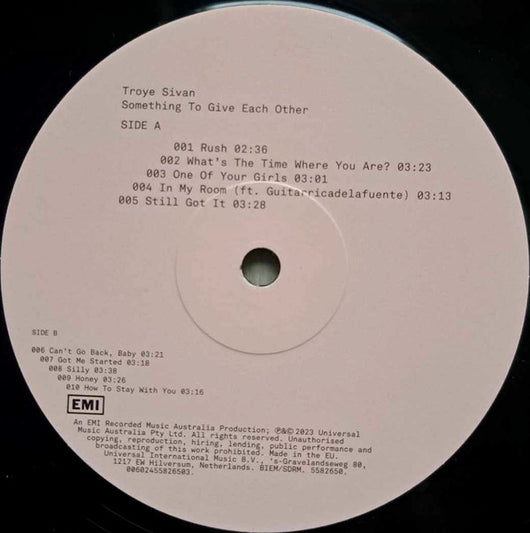 Troye Sivan
Something To Give Each Other
SIDE A
001 Rush 02:36
002 What's The Time Where You Are? 03:23
003 One Of Your Girls 03:01
004 In My Room (ft. Guitarricadelafuente) 03:13
005 Still Got It 03:28
SIDE B
006 Can't Go Back, Baby 03:21
007 Got Me Started 03:18
008 Silly 03:38
009 Honey 03:26
010 How To Stay With You 03:16
EMI
An EMI Recorded Music Australia Production; ℗&© 2023 Universal
Music Australia Pty Ltd. All rights reserved. Unauthorised
copying, reproduction, hiring, lending, public performance and
broadcasting of this work prohibited. Made in the EU.
Universal International Music B.V., 's-Gravelandseweg 80,
1217 EW Hilversum, Netherlands. BIEM/SDRM. 5582650.
00602455826503.